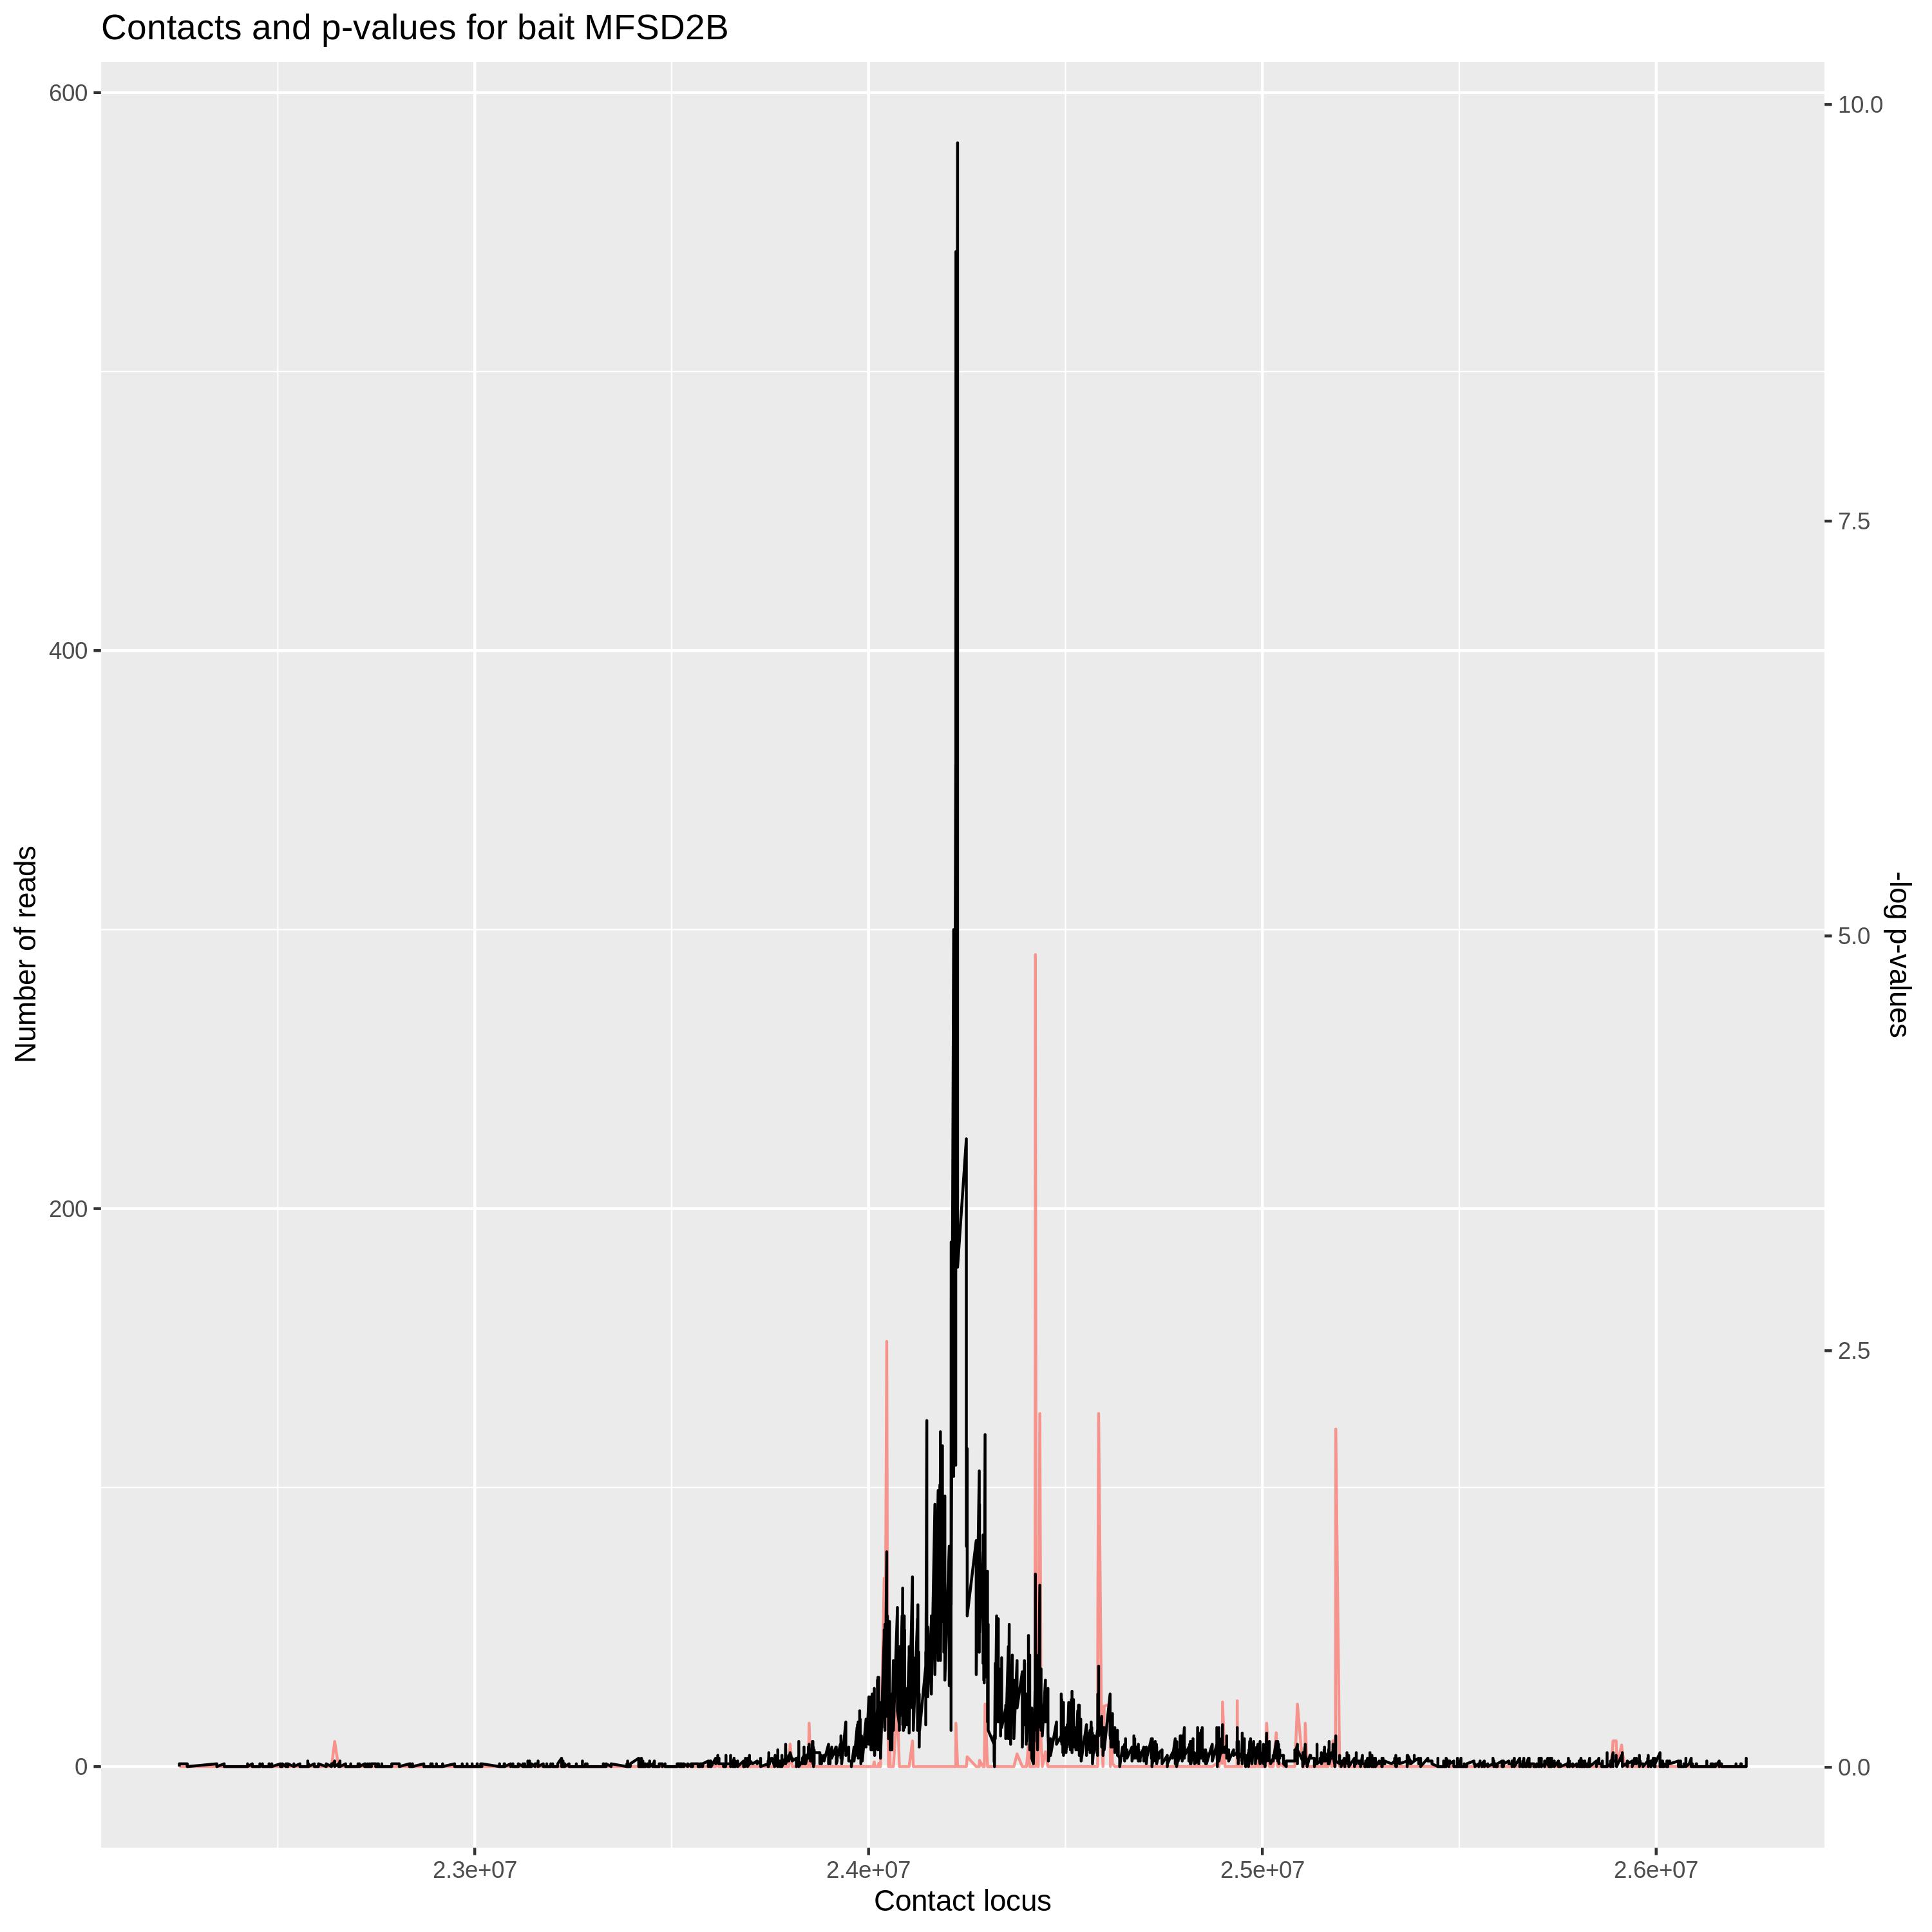 Contacts and p-values for bait MFSD2B
600
400
200
0
Number of reads
10.0
7.5
5.0
2.5
0.0
-log p-values
2.3e+07
2.4e+07
2.5e+07
2.6e+07
Contact locus